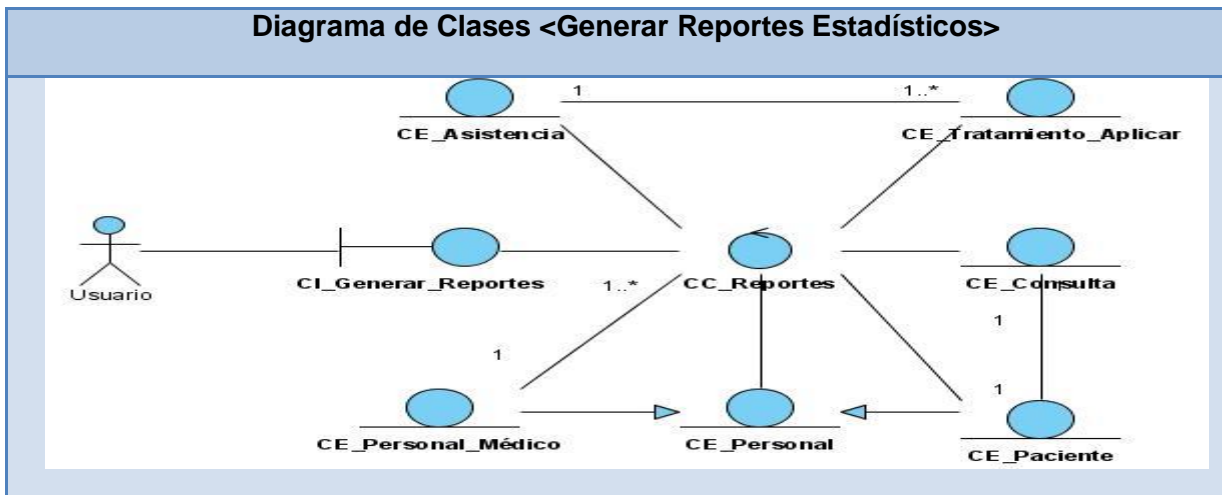 Diagrama de Clases <Generar Reportes Estadísticos>
1 1..*
CE_Asistencia CE_Tratamiento_Aplicar
Usuario CI_Generar_Reportes 1..* CC_Reportes CE_Consulta
1
1
1 1
CE_Personal_Médico CE_Personal CE_Paciente